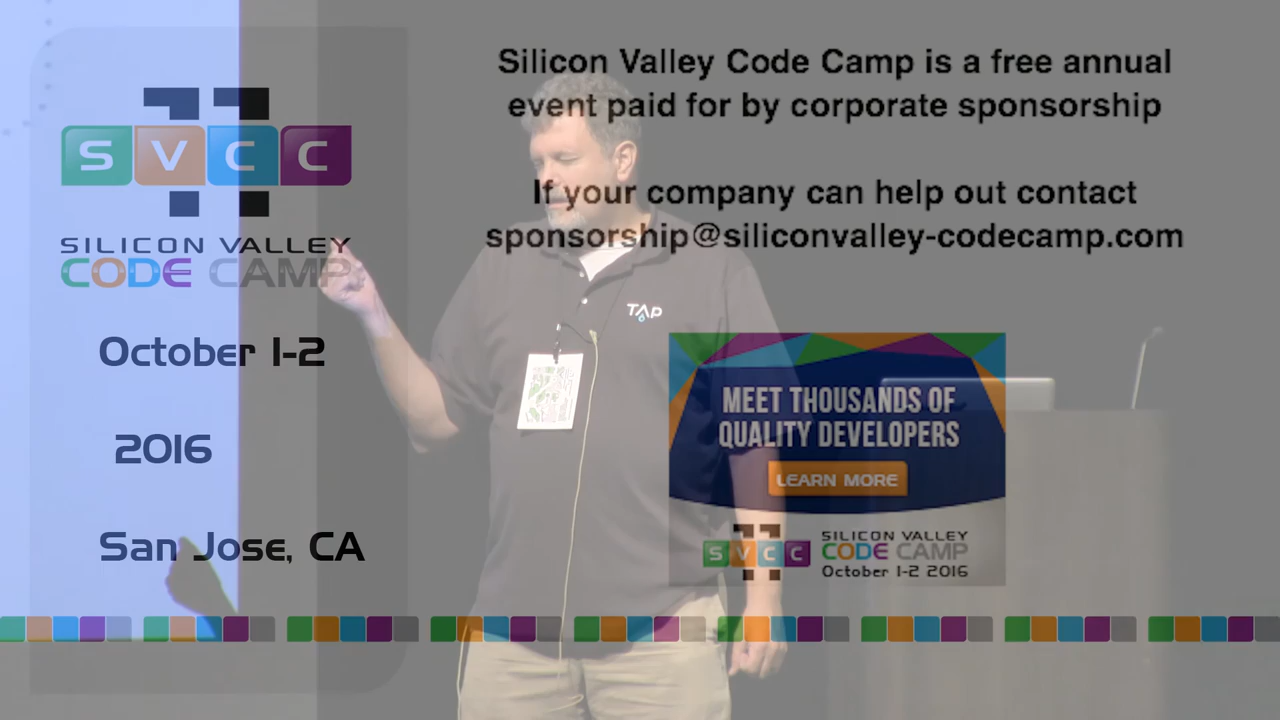 S V C C
SILICON VALLEY
CODE CAMP
October 1-2
2016
San Jose, CA
Silicon Valley Code Camp is a free annual
event paid for by corporate sponsorship
If your company can help out contact
sponsorship@siliconvalley-codecamp.com
TAP
MEET THOUSANDS OF
QUALITY DEVELOPERS
LEARN MORE
S V C C
SILICON VALLEY
CODE CAMP
October 1-2 2016